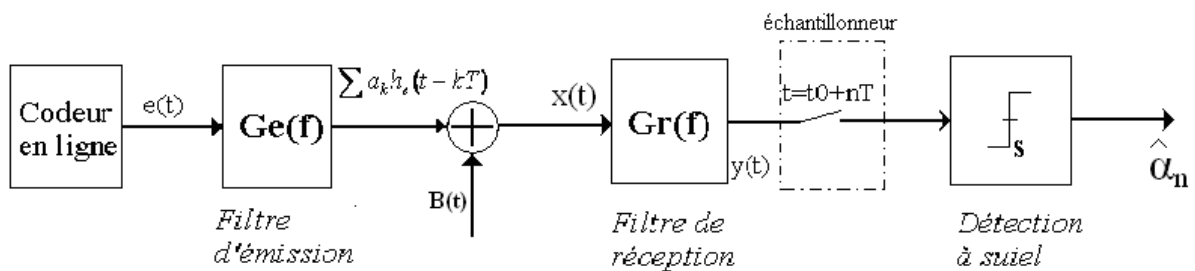 échantillonneur
Codeur
en ligne
e(t)
Ge(f)
∑ a_k h_e (t - kT)
B(t)
x(t)
Gr(f)
y(t)
t=t0+nT
s
α̂_n
Filtre
d'émission
Filtre de
réception
Détection
à suiel